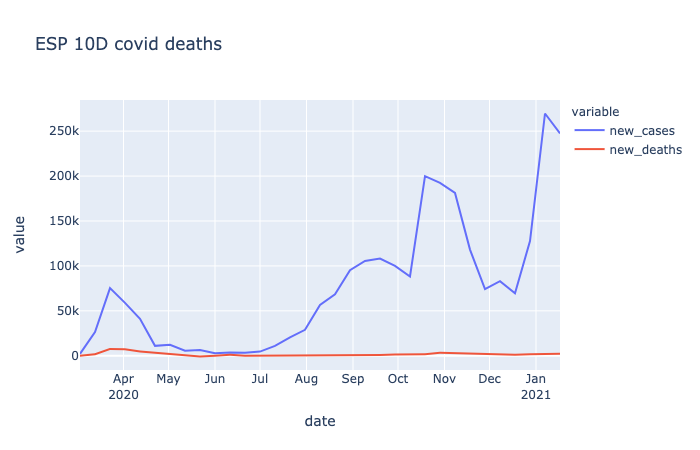 ESP 10D covid deaths
variable
new_cases
new_deaths
value
250k
200k
150k
100k
50k
0
Apr May Jun Jul Aug Sep Oct Nov Dec Jan
2020 2021
date